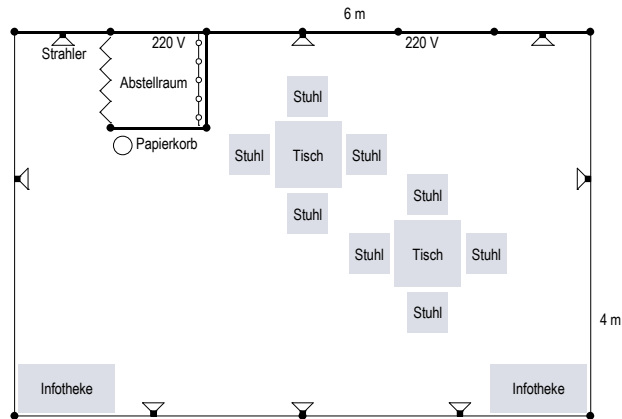 6 m
Strahler
220 V
220 V
Abstellraum
Stuhl
Papierkorb
Stuhl
Tisch
Stuhl
Stuhl
Stuhl
Stuhl
Tisch
Stuhl
Stuhl
4 m
Infotheke
Infotheke